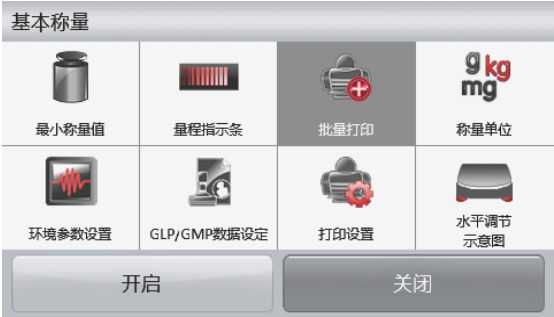 基本称量
g kg
mg
最小称量值
量程指示条
批量打印
称量单位
环境参数设置
GLP/GMP数据设定
打印设置
水平调节
示意图
开启
关闭